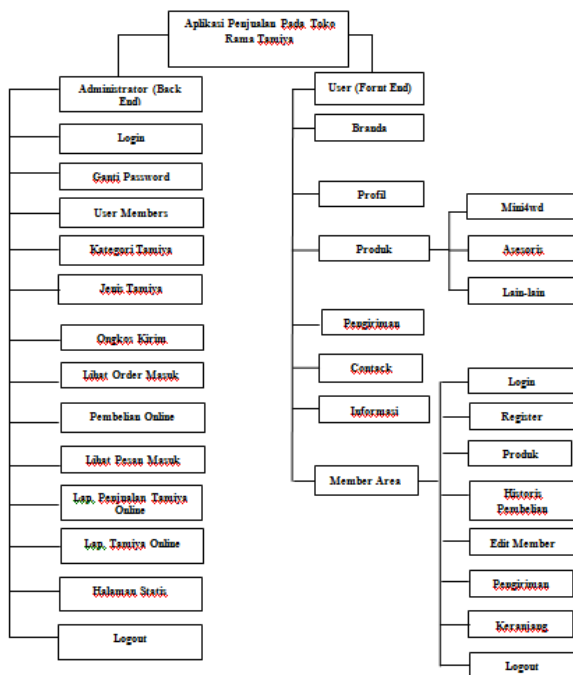 Aplikasi Penjualan Pada Toko
Rama Tamiya
Administrator (Back
End)
Login
Ganti Password
User Members
Kategori Tamiya
Jenis Tamiya
Ongkos Kirim
Lihat Order Masuk
Pembelian Online
Lihat Pesan Masuk
Lap. Penjualan Tamiya
Online
Lap. Tamiya Online
Halaman Statis
Logout
User (Fornt End)
Branda
Profil
Produk
Mini4wd
Asesoris
Lain-lain
Pengiriman
Contack
Informasi
Member Area
Login
Register
Produk
Historis
Pembelian
Edit Member
Pengiriman
Keranjang
Logout